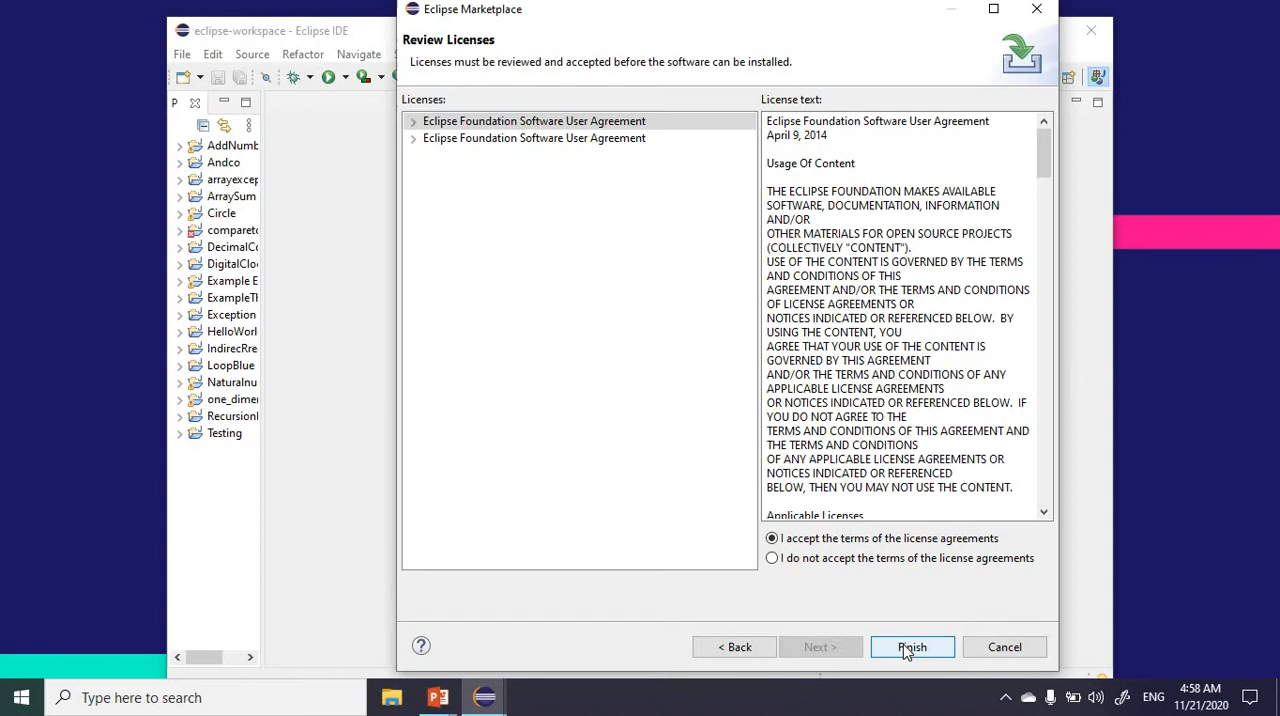 Eclipse Marketplace
eclipse-workspace - Eclipse IDE
File Edit Source Refactor Navigate
Review Licenses
Licenses must be reviewed and accepted before the software can be installed.
P
AddNumb
Andco
arrayexcep
ArraySum
Circle
compareto
DecimalCo
DigitalClo
Example E
ExampleTh
Exception
HelloWorl
IndirecRre
LoopBlue
Naturalnu
one_dimen
RecursionI
Testing
Licenses:
Eclipse Foundation Software User Agreement
Eclipse Foundation Software User Agreement
License text:
Eclipse Foundation Software User Agreement
April 9, 2014
Usage Of Content
THE ECLIPSE FOUNDATION MAKES AVAILABLE
SOFTWARE, DOCUMENTATION, INFORMATION
AND/OR
OTHER MATERIALS FOR OPEN SOURCE PROJECTS
(COLLECTIVELY "CONTENT").
USE OF THE CONTENT IS GOVERNED BY THE TERMS
AND CONDITIONS OF THIS
AGREEMENT AND/OR THE TERMS AND CONDITIONS
OF LICENSE AGREEMENTS OR
NOTICES INDICATED OR REFERENCED BELOW. BY
USING THE CONTENT, YOU
AGREE THAT YOUR USE OF THE CONTENT IS
GOVERNED BY THIS AGREEMENT
AND/OR THE TERMS AND CONDITIONS OF ANY
APPLICABLE LICENSE AGREEMENTS
OR NOTICES INDICATED OR REFERENCED BELOW. IF
YOU DO NOT AGREE TO THE
TERMS AND CONDITIONS OF THIS AGREEMENT AND
THE TERMS AND CONDITIONS
OF ANY APPLICABLE LICENSE AGREEMENTS OR
NOTICES INDICATED OR REFERENCED
BELOW, THEN YOU MAY NOT USE THE CONTENT.
Applicable Licenses
I accept the terms of the license agreements
I do not accept the terms of the license agreements
< Back Next > Finish Cancel
Type here to search
ENG
4:58 AM
11/21/2020